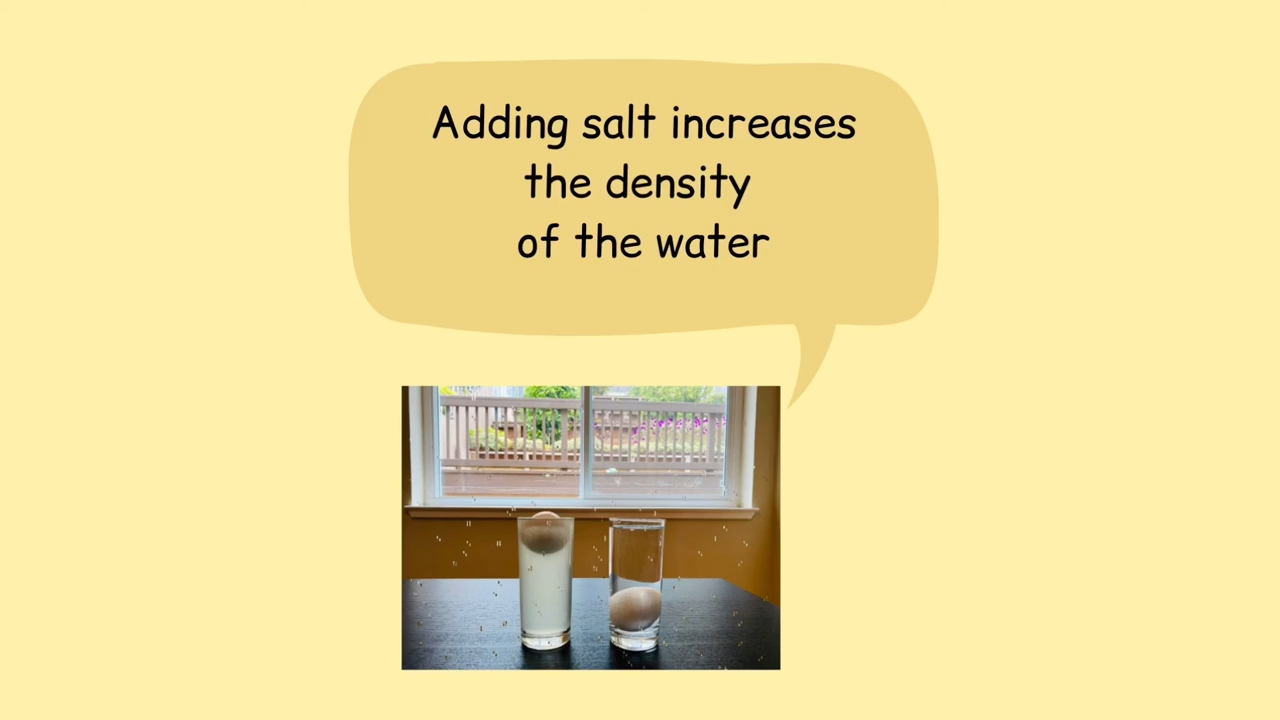 Adding salt increases
the density
of the water